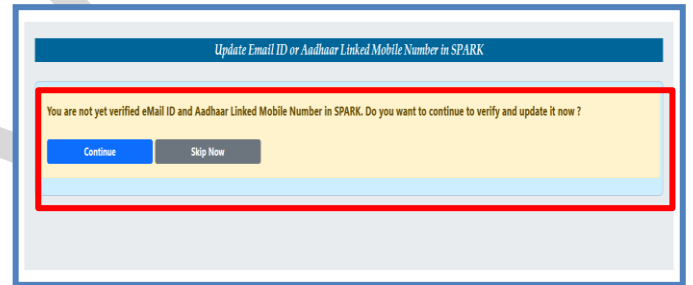 Update Email ID or Aadhaar Linked Mobile Number in SPARK
You are not yet verified eMail ID and Aadhaar Linked Mobile Number in SPARK. Do you want to continue to verify and update it now ?
Continue Skip Now